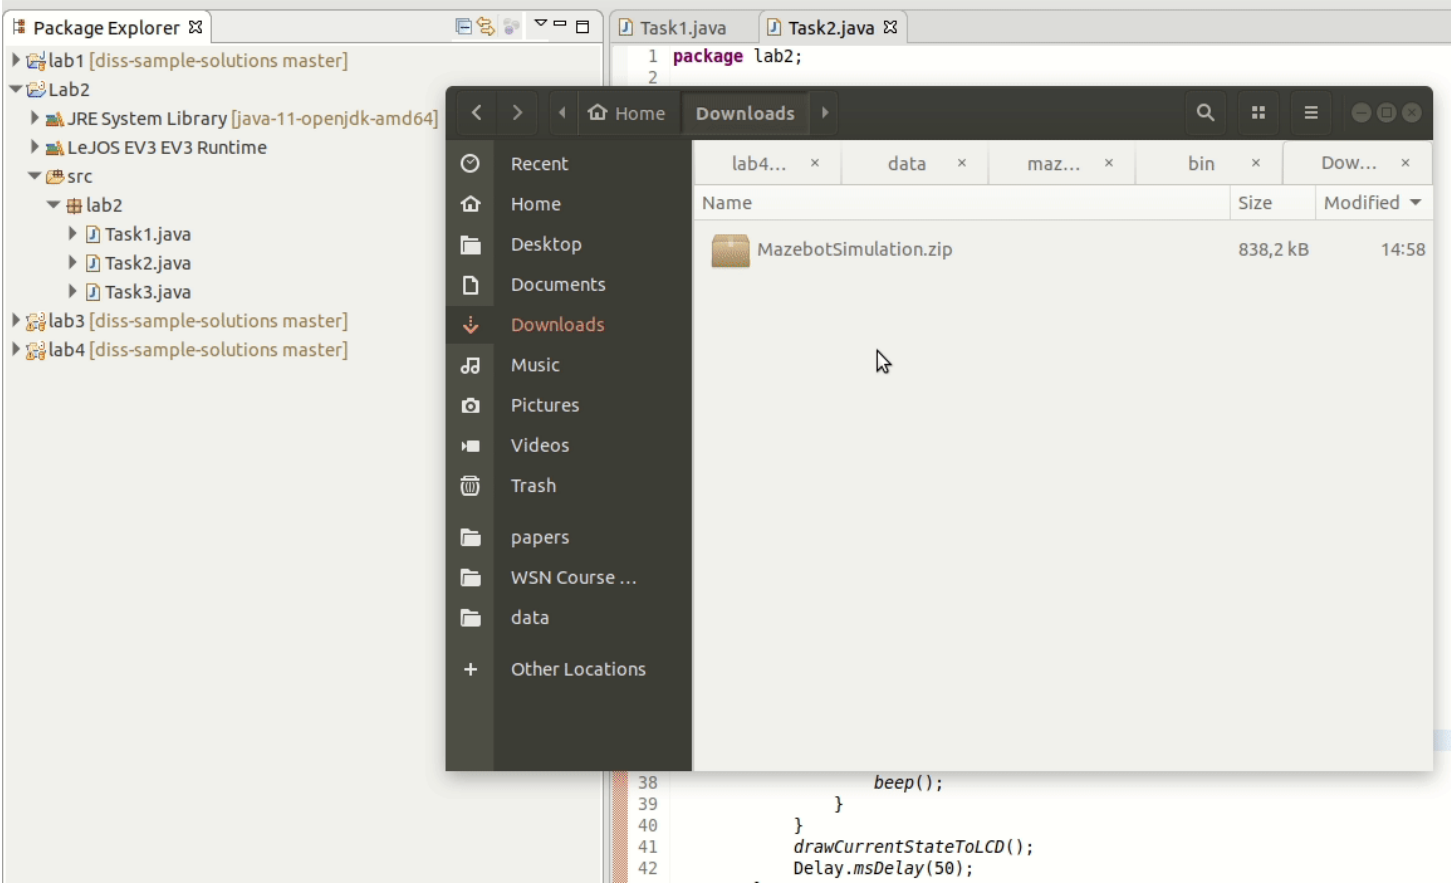 Package Explorer
lab1 [diss-sample-solutions master]
Lab2
JRE System Library [java-11-openjdk-amd64]
LeJOS EV3 EV3 Runtime
src
lab2
Task1.java
Task2.java
Task3.java
lab3 [diss-sample-solutions master]
lab4 [diss-sample-solutions master]
Task1.java
Task2.java
1 package lab2;
2
Home
Downloads
Recent
Home
Desktop
Documents
Downloads
Music
Pictures
Videos
Trash
papers
WSN Course ...
data
Other Locations
lab4...
data
maz...
bin
Dow...
Name Size Modified
MazebotSimulation.zip 838,2 kB 14:58
38 beep();
39 }
40 }
41 drawCurrentStateToLCD();
42 Delay.msDelay(50);